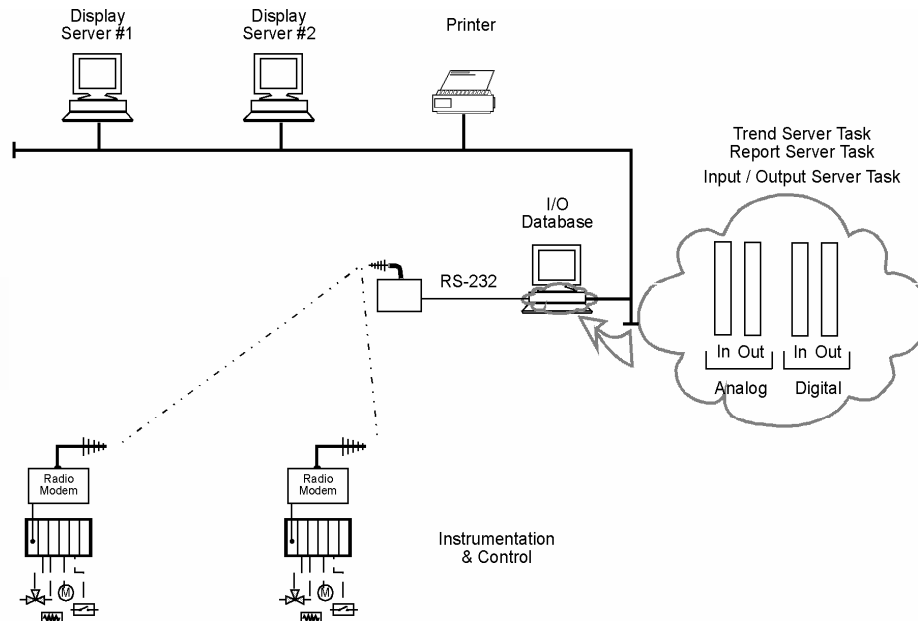 Display
Server #1
Display
Server #2
Printer
Trend Server Task
Report Server Task
Input / Output Server Task
I/O
Database
RS-232
In Out
In Out
Analog
Digital
Radio
Modem
Radio
Modem
M
M
Instrumentation
& Control